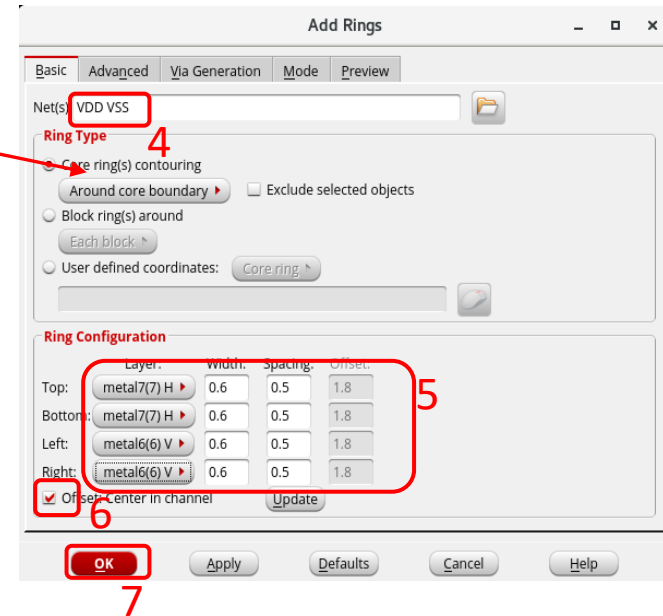 Add Rings
Basic Advanced Via Generation Mode Preview
Net(s) VDD VSS
4
Ring Type
Core ring(s) contouring
Around core boundary Exclude selected objects
Block ring(s) around
Each block
User defined coordinates: Core ring
Ring Configuration
Layer: Width: Spacing: Offset:
5
Top: metal7(7) H 0.6 0.5 1.8
Bottom: metal7(7) H 0.6 0.5 1.8
Left: metal6(6) V 0.6 0.5 1.8
Right: metal6(6) V 0.6 0.5 1.8
Offset: Center in channel Update
6
OK Apply Defaults Cancel Help
7